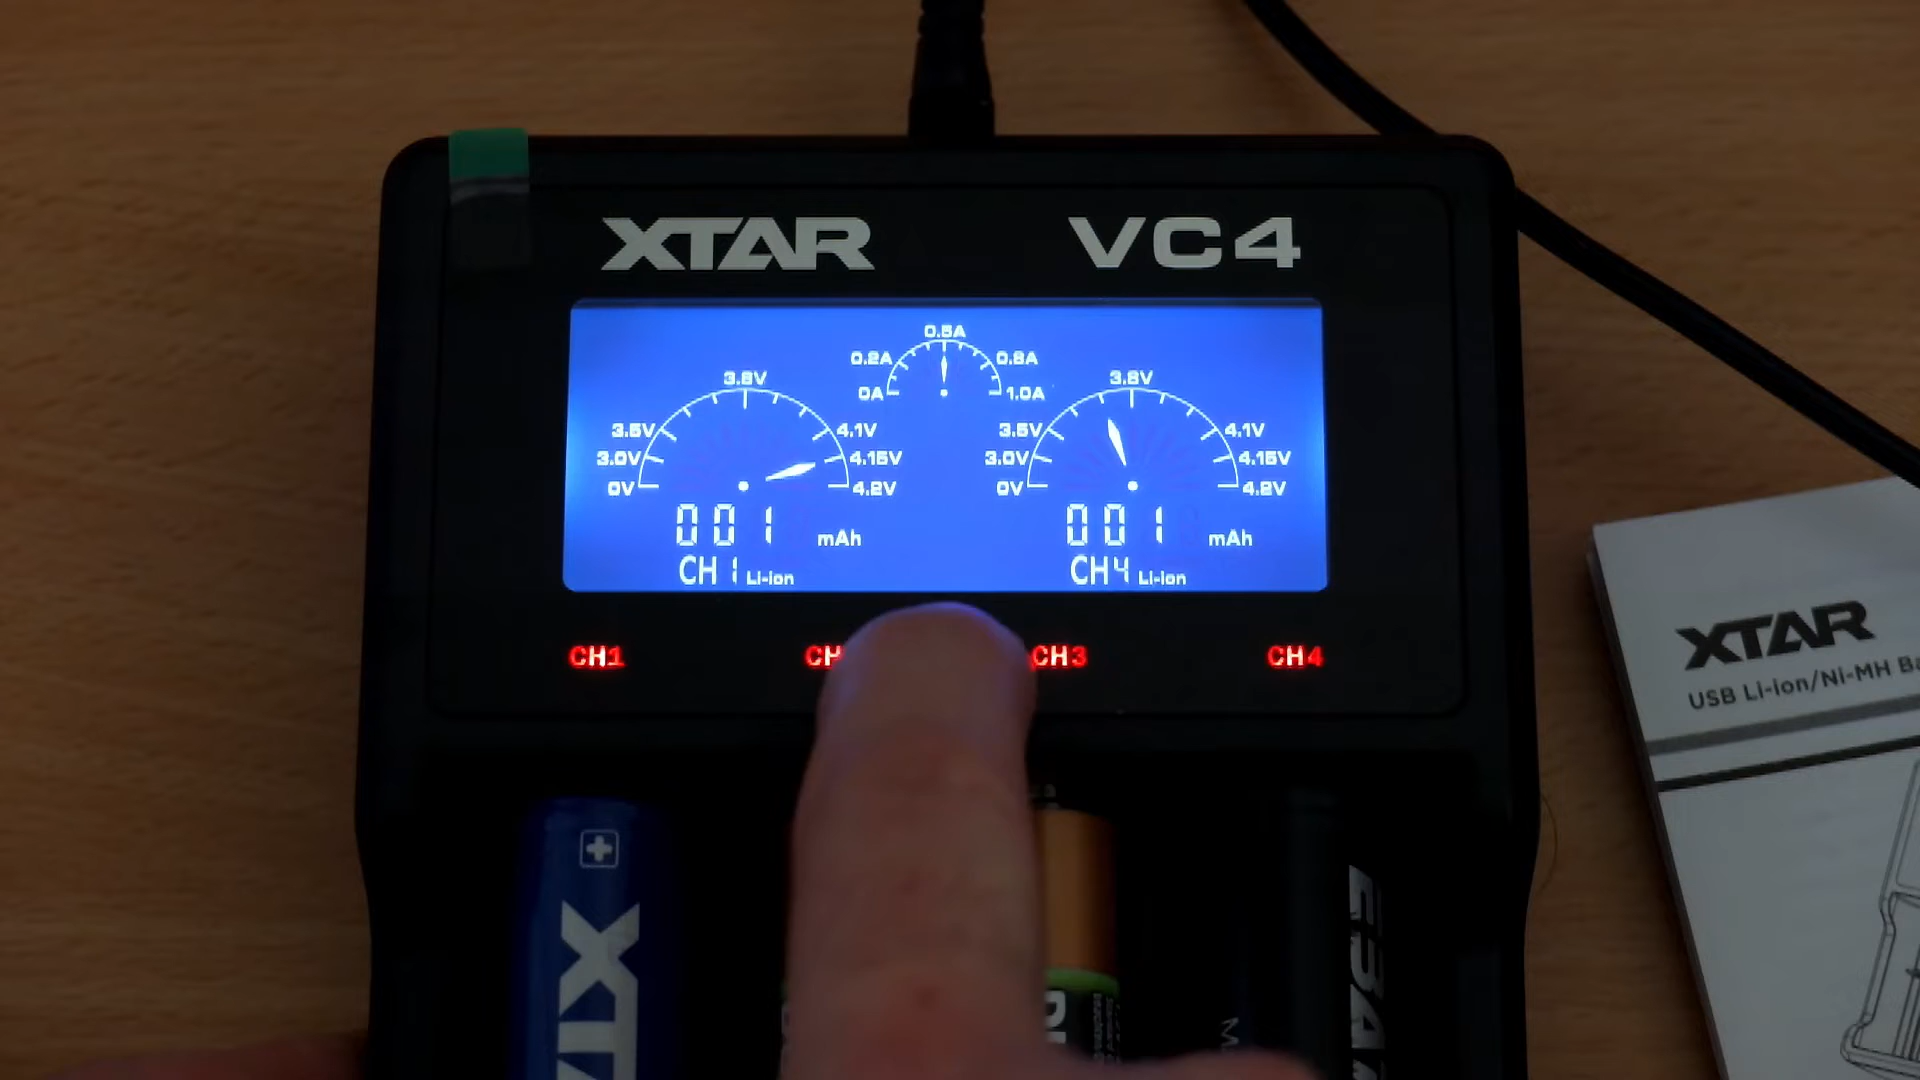 XTAR VC4
0.5A
0.2A 0.8A
0A 1.0A
3.8V 3.8V
3.5V 4.1V 3.5V 4.1V
3.0V 4.15V 3.0V 4.15V
0V 4.2V 0V 4.2V
001 mAh 001 mAh
CH1 Li-ion CH4 Li-ion
CH1 CH3 CH4
XTAR
USB Li-ion/Ni-MH